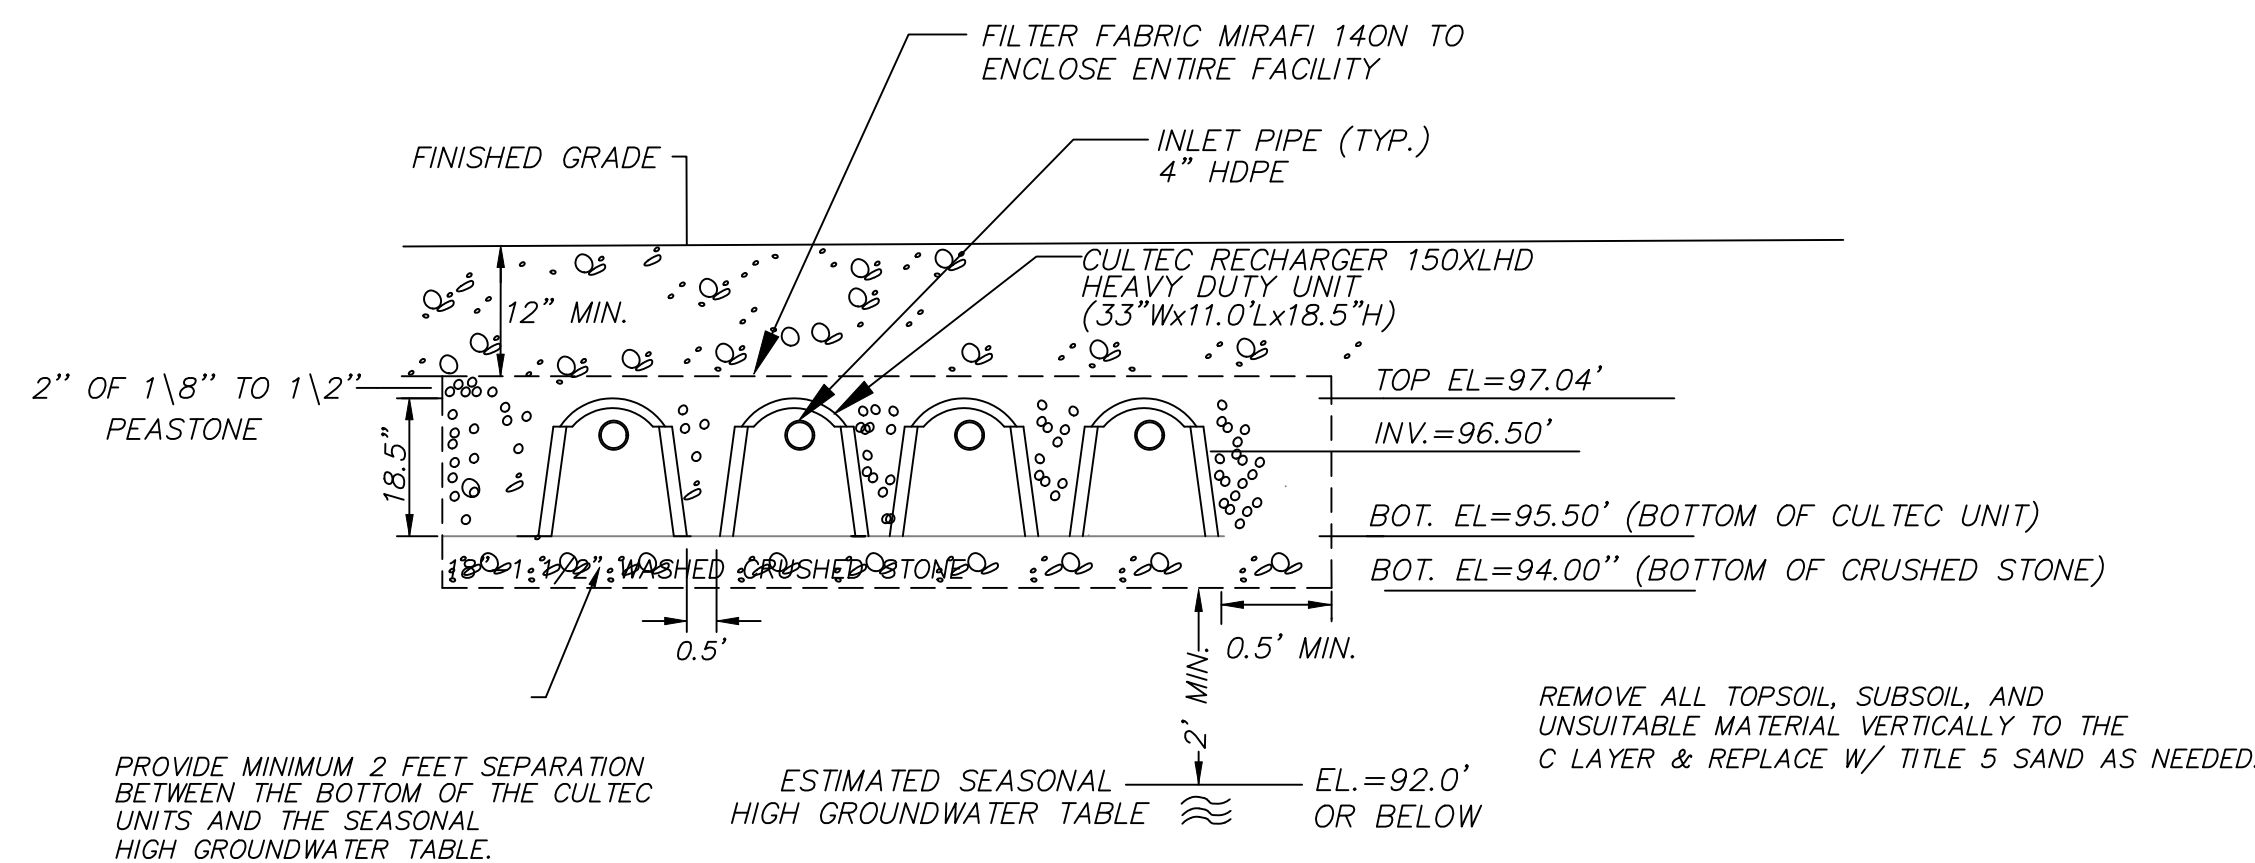 FILTER FABRIC MIRAFI 140N TO
ENCLOSE ENTIRE FACILITY
INLET PIPE (TYP.)
4" HDPE
FINISHED GRADE
CULTEC RECHARGER 150XLHD
HEAVY DUTY UNIT
(33"Wx11.0'Lx18.5"H)
12" MIN.
2" OF 1\8" TO 1\2"
PEASTONE
18.5"
TOP EL=97.04'
INV.=96.50'
BOT. EL=95.50' (BOTTOM OF CULTEC UNIT)
BOT. EL=94.00" (BOTTOM OF CRUSHED STONE)
18" 1 1/2" WASHED CRUSHED STONE
0.5'
0.5' MIN.
2' MIN.
REMOVE ALL TOPSOIL, SUBSOIL, AND
UNSUITABLE MATERIAL VERTICALLY TO THE
C LAYER & REPLACE W/ TITLE 5 SAND AS NEEDED.
PROVIDE MINIMUM 2 FEET SEPARATION
BETWEEN THE BOTTOM OF THE CULTEC
UNITS AND THE SEASONAL
HIGH GROUNDWATER TABLE.
ESTIMATED SEASONAL
HIGH GROUNDWATER TABLE
EL.=92.0'
OR BELOW